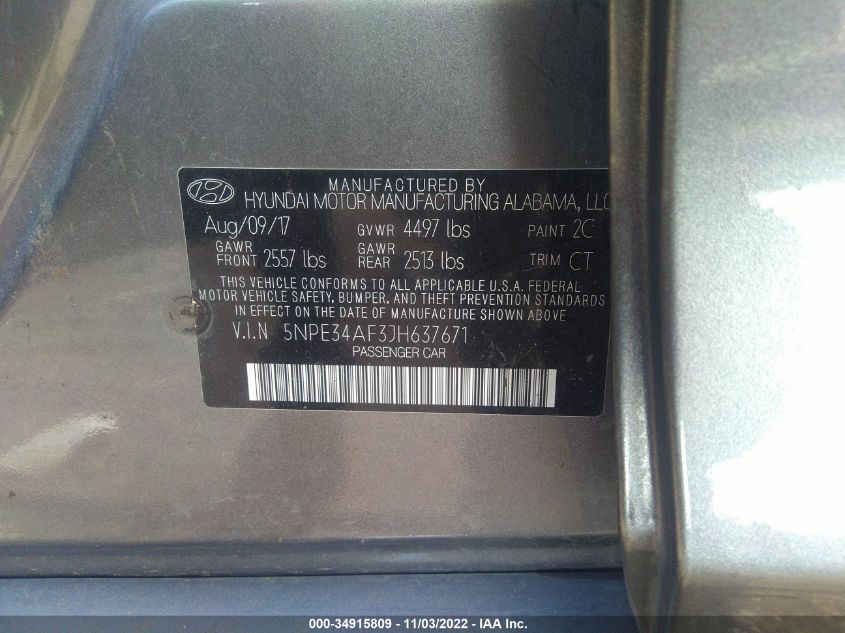 MANUFACTURED BY
HYUNDAI MOTOR MANUFACTURING ALABAMA, LLC
Aug/09/17 GVWR 4497 lbs PAINT 2C
GAWR FRONT 2557 lbs GAWR REAR 2513 lbs TRIM CT
THIS VEHICLE CONFORMS TO ALL APPLICABLE U.S.A. FEDERAL
MOTOR VEHICLE SAFETY, BUMPER, AND THEFT PREVENTION STANDARDS
IN EFFECT ON THE DATE OF MANUFACTURE SHOWN ABOVE
V.I.N 5NPE34AF3JH637671
PASSENGER CAR
000-34915809 - 11/03/2022 - IAA Inc.